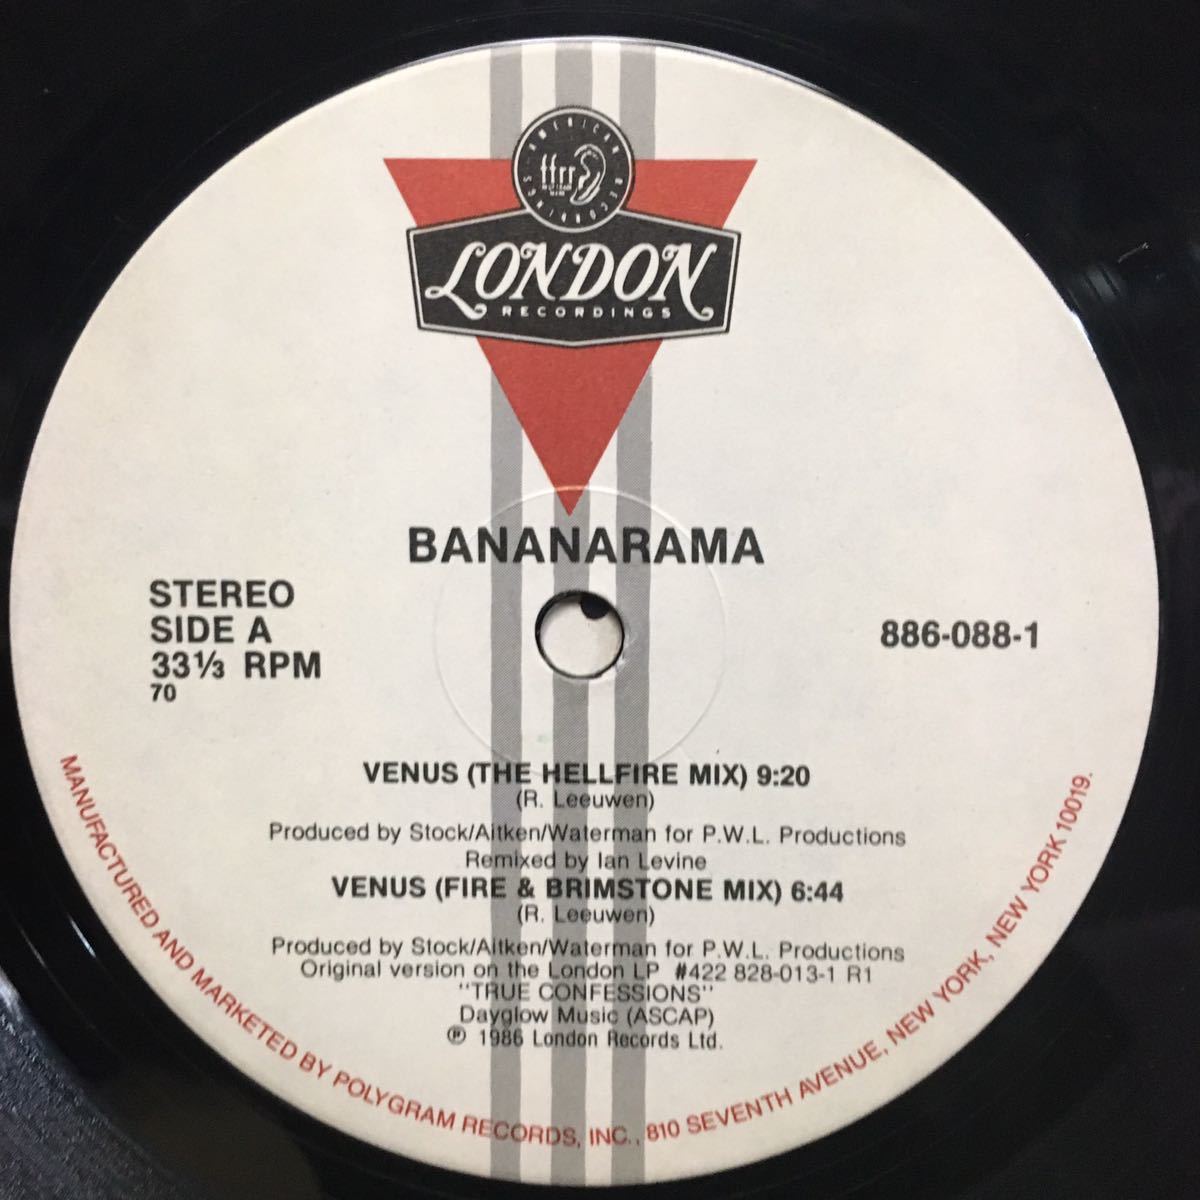 AMERICAN RECORDINGS
ffrr
LONDON
RECORDINGS
BANANARAMA
STEREO
SIDE A
33⅓ RPM
70
886-088-1
VENUS (THE HELLFIRE MIX) 9:20
(R. Leeuwen)
Produced by Stock/Aitken/Waterman for P.W.L. Productions
Remixed by Ian Levine
VENUS (FIRE & BRIMSTONE MIX) 6:44
(R. Leeuwen)
Produced by Stock/Aitken/Waterman for P.W.L. Productions
Original version on the London LP #422 828-013-1 R1
"TRUE CONFESSIONS"
Dayglow Music (ASCAP)
℗ 1986 London Records Ltd.
MANUFACTURED AND MARKETED BY POLYGRAM RECORDS, INC., 810 SEVENTH AVENUE, NEW YORK, NEW YORK 10019.